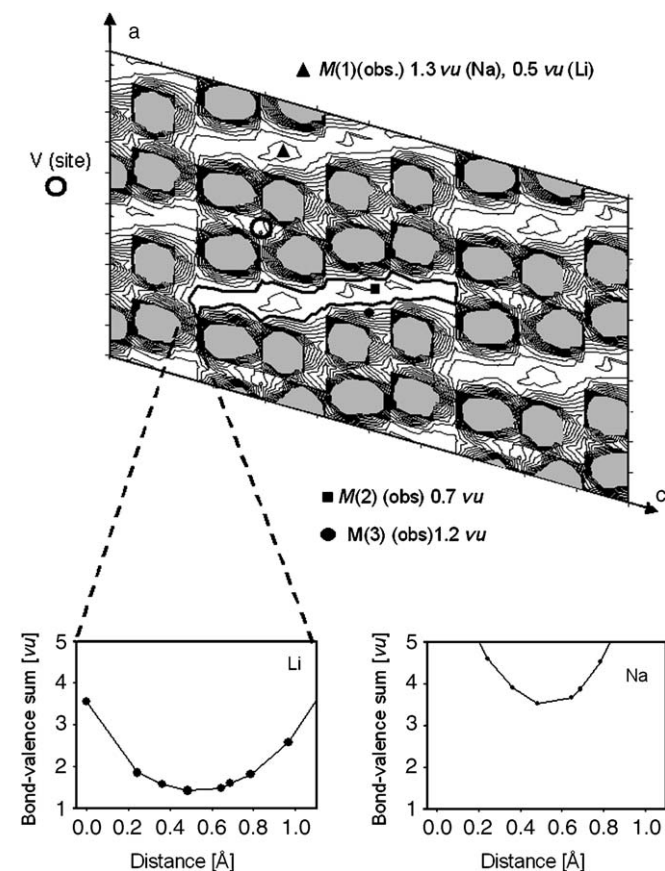 a
▲ M(1)(obs.) 1.3 vu (Na), 0.5 vu (Li)
V (site)
c
■ M(2) (obs) 0.7 vu
● M(3) (obs)1.2 vu
Bond-valence sum [vu]
5
4
3
2
1
Li
0.0 0.2 0.4 0.6 0.8 1.0
Distance [Å]
Bond-valence sum [vu]
5
4
3
2
1
Na
0.0 0.2 0.4 0.6 0.8 1.0
Distance [Å]